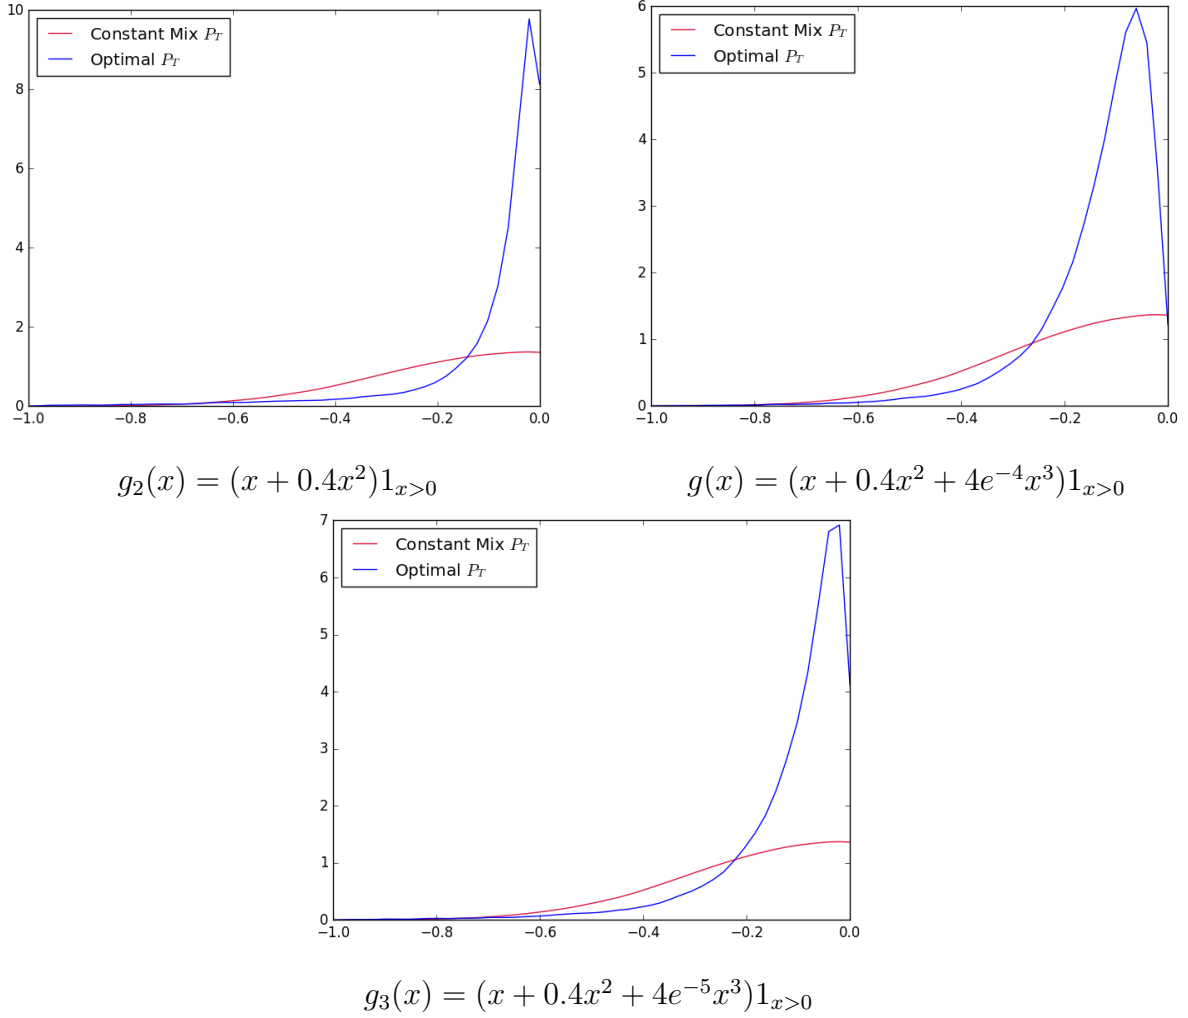 10
8
6
4
2
0
Constant Mix $P_T$
Optimal $P_T$
−1.0 −0.8 −0.6 −0.4 −0.2 0.0
$g_2(x) = (x + 0.4x^2)1_{x>0}$
6
5
4
3
2
1
0
Constant Mix $P_T$
Optimal $P_T$
−1.0 −0.8 −0.6 −0.4 −0.2 0.0
$g(x) = (x + 0.4x^2 + 4e^{-4}x^3)1_{x>0}$
7
6
5
4
3
2
1
0
Constant Mix $P_T$
Optimal $P_T$
−1.0 −0.8 −0.6 −0.4 −0.2 0.0
$g_3(x) = (x + 0.4x^2 + 4e^{-5}x^3)1_{x>0}$